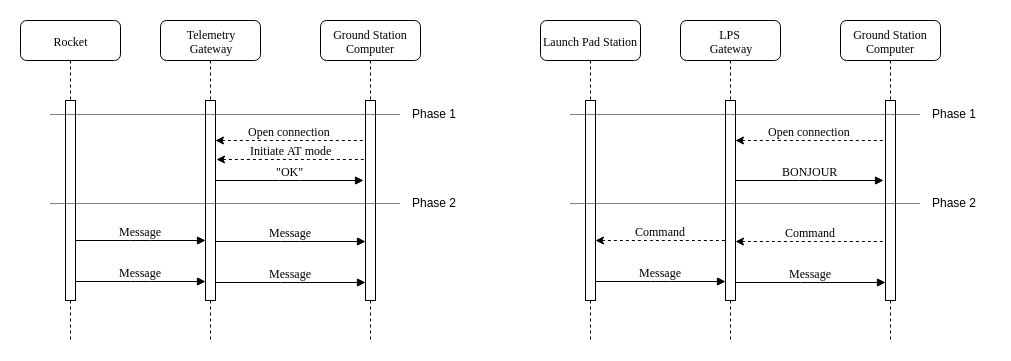 Rocket
Telemetry
Gateway
Ground Station
Computer
Phase 1
Open connection
Initiate AT mode
"OK"
Phase 2
Message
Message
Message
Message
Launch Pad Station
LPS
Gateway
Ground Station
Computer
Phase 1
Open connection
BONJOUR
Phase 2
Command
Command
Message
Message